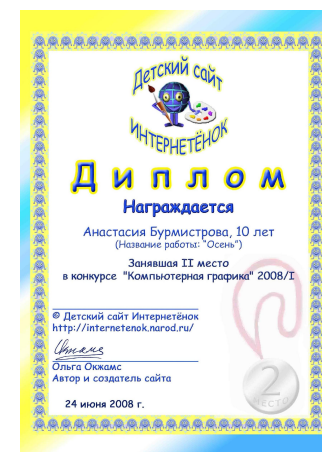 Детский сайт
ИНТЕРНЕТЁНОК
Диплом
Награждается
Анастасия Бурмистрова, 10 лет
(Название работы: "Осень")
Занявшая II место
в конкурсе "Компьютерная графика" 2008/I
© Детский сайт Интернетёнок
http://internetenok.narod.ru/
Ольга Окжамс
Автор и создатель сайта
24 июня 2008 г.
2
МЕСТО